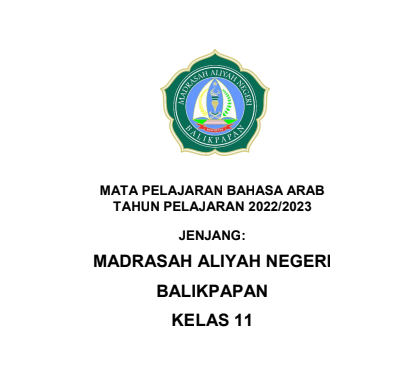 MADRASAH ALIYAH NEGERI
BALIKPAPAN
MATA PELAJARAN BAHASA ARAB
TAHUN PELAJARAN 2022/2023
JENJANG:
MADRASAH ALIYAH NEGERI
BALIKPAPAN
KELAS 11